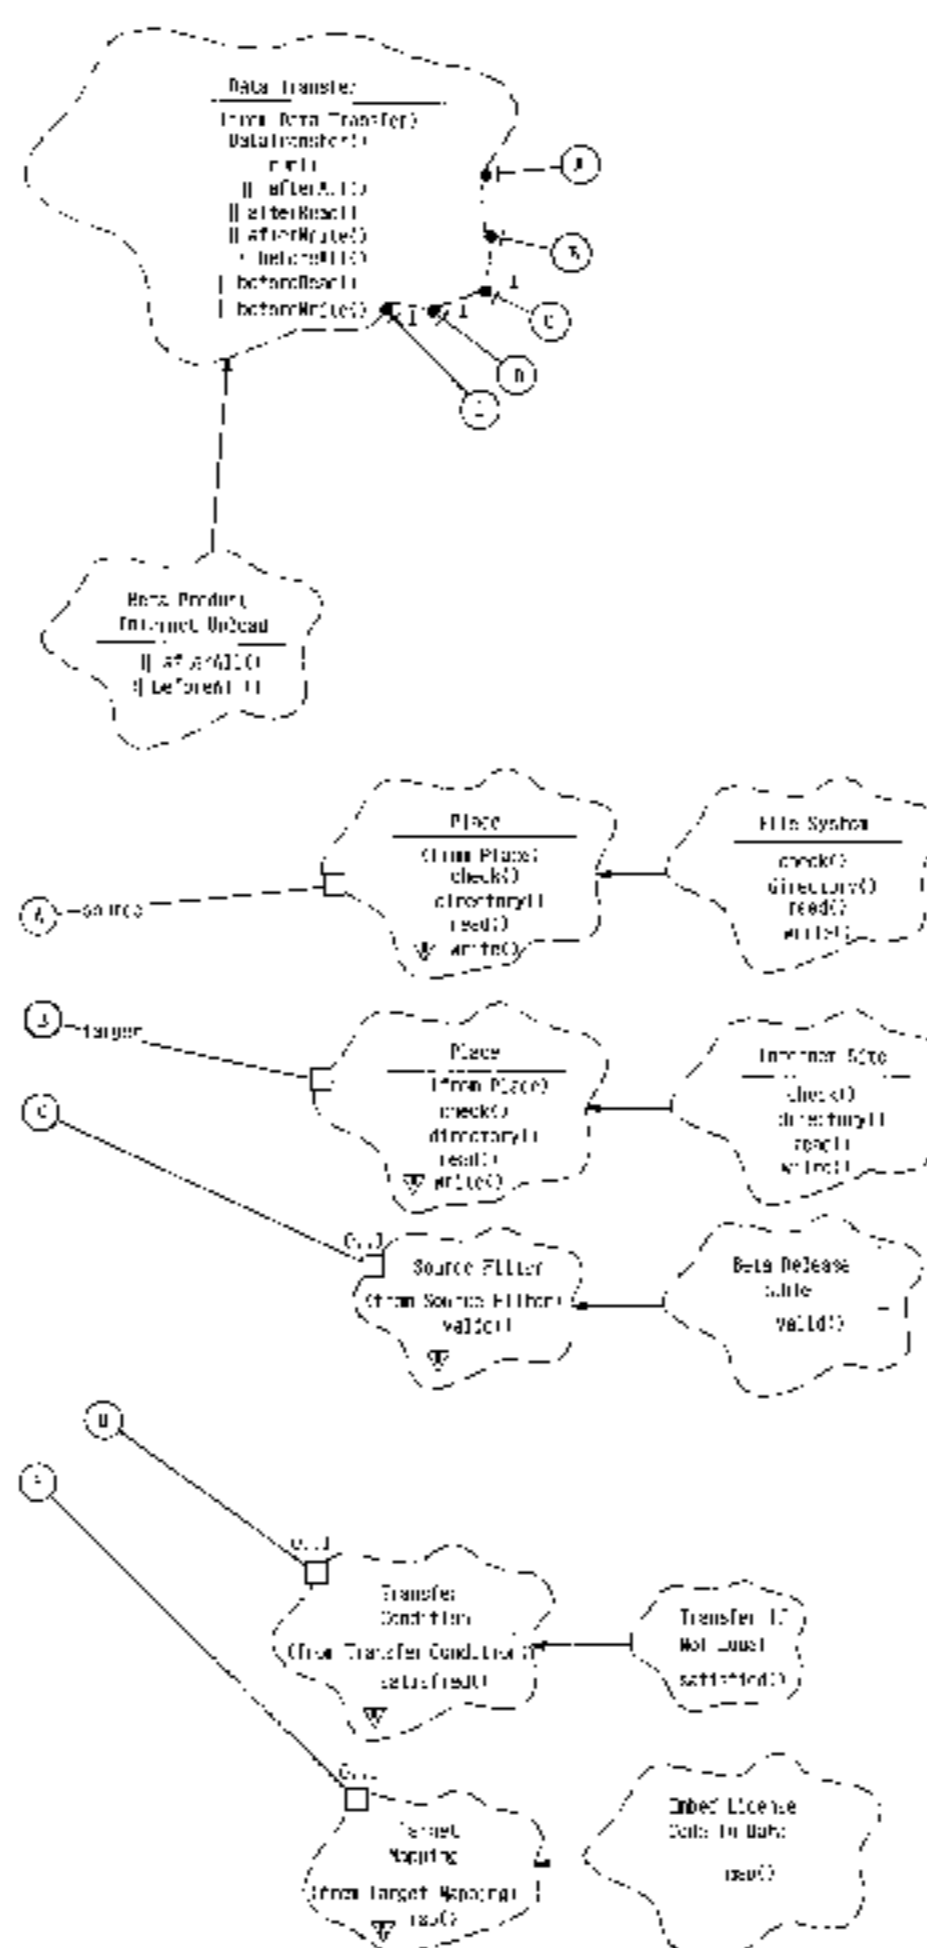 Data Transfer
(from Data Transfer)
DataTransfer()
run()
afterAll()
afterRead()
afterWrite()
beforeAll()
beforeRead()
beforeWrite()
A
B
1
C
1
D
1
Beta Product
Internet Upload
afterAll()
beforeAll()
Place
(from Place)
check()
directory()
read()
write()
File System
check()
directory()
read()
write()
A
source
B
target
Place
(from Place)
check()
directory()
read()
write()
Internet Site
check()
directory()
read()
write()
C
0..1
Source Filter
(from Source Filter)
valid()
Beta Release
valid()
D
0..1
Transfer
Condition
(from Transfer Condition)
satisfied()
Transfer If
Not Equal
satisfied()
Target
Mapping
(from Target Mapping)
map()
Embed License
Code In Data
map()